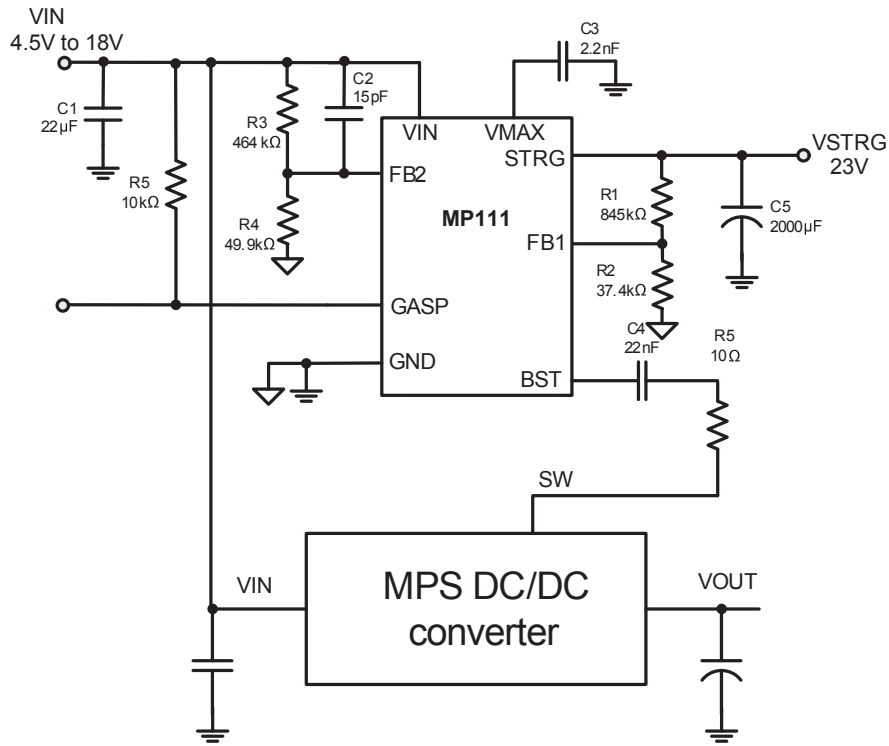 VIN
4.5V to 18V
C1
22µF
R5
10kΩ
R3
464 kΩ
C2
15pF
R4
49.9kΩ
C3
2.2nF
VIN
VMAX
STRG
FB2
MP111
FB1
GASP
GND
BST
R1
845kΩ
R2
37.4kΩ
C5
2000µF
VSTRG
23V
C4
22nF
R5
10Ω
SW
VIN
MPS DC/DC
converter
VOUT